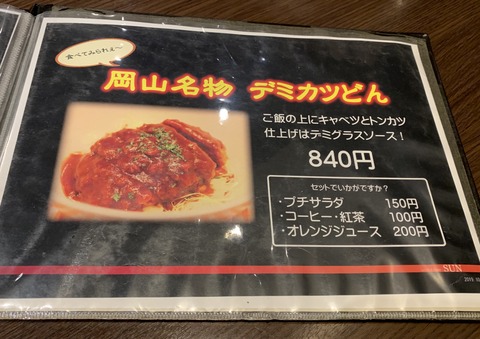 食べてみられぇ〜
岡山名物 デミカツどん
ご飯の上にキャベツとトンカツ
仕上げはデミグラスソース！
840円
セットでいかがですか？
・プチサラダ 150円
・コーヒー・紅茶 100円
・オレンジジュース 200円
SUN